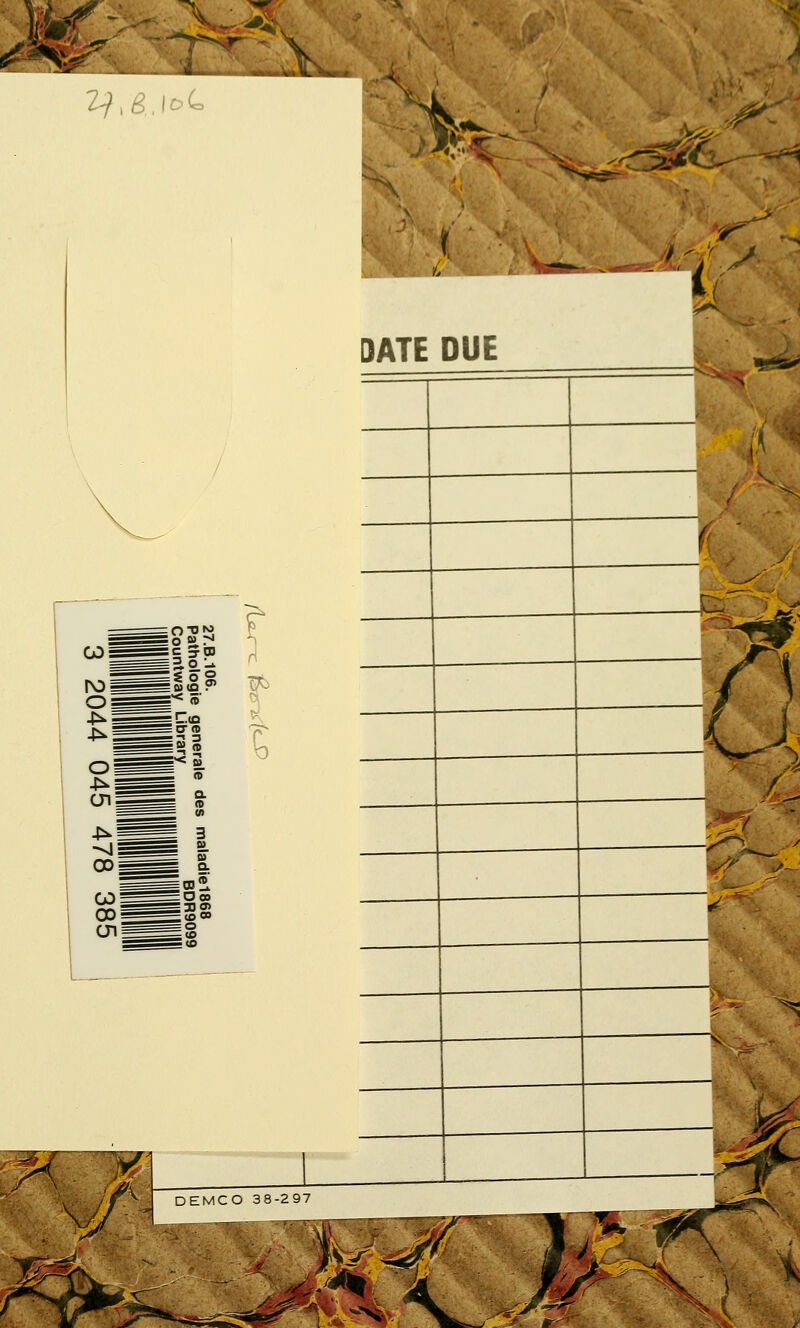 27.B.106
DATE DUE
27.B.106.
Pathologie generale des maladie1868
Countway Library BDR9099
3 2044 045 478 385
DEMCO 38-297